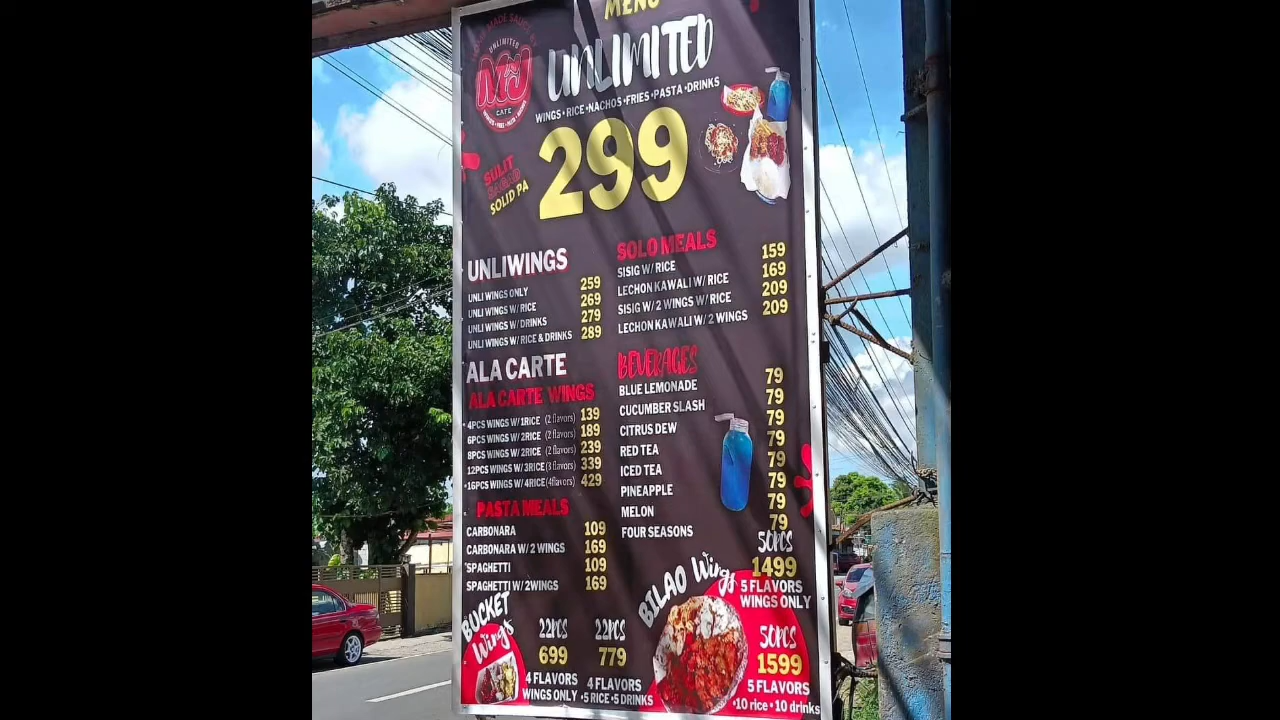 MENU
HOME MADE SAUCE BY
UNLIMITED
M&J
CAFE
UNLIMITED
WINGS•RICE•NACHOS•FRIES•PASTA•DRINKS
299
SULIT
SOLID PA
UNLIWINGS
UNLI WINGS ONLY 259
UNLI WINGS W/ RICE 269
UNLI WINGS W/ DRINKS 279
UNLI WINGS W/ RICE & DRINKS 289
ALA CARTE
ALA CARTE WINGS
4PCS WINGS W/1RICE (2 flavors) 139
6PCS WINGS W/2RICE (2 flavors) 189
8PCS WINGS W/2RICE (2 flavors) 239
12PCS WINGS W/3RICE (3 flavors) 339
16PCS WINGS W/4RICE (4flavors) 429
PASTA MEALS
CARBONARA 109
CARBONARA W/ 2 WINGS 169
SPAGHETTI 109
SPAGHETTI W/ 2WINGS 169
SOLO MEALS
SISIG W/ RICE 159
LECHON KAWALI W/ RICE 169
SISIG W/ 2 WINGS W/ RICE 209
LECHON KAWALI W/ 2 WINGS 209
BEVERAGES
BLUE LEMONADE 79
CUCUMBER SLASH 79
CITRUS DEW 79
RED TEA 79
ICED TEA 79
PINEAPPLE 79
MELON 79
FOUR SEASONS 79
BUCKET
Wings
22PCS
699
4 FLAVORS
WINGS ONLY
22PCS
779
4 FLAVORS
•5 RICE •5 DRINKS
BILAO Wings
50PCS
1499
5 FLAVORS
WINGS ONLY
50PCS
1599
5 FLAVORS
•10 rice •10 drinks